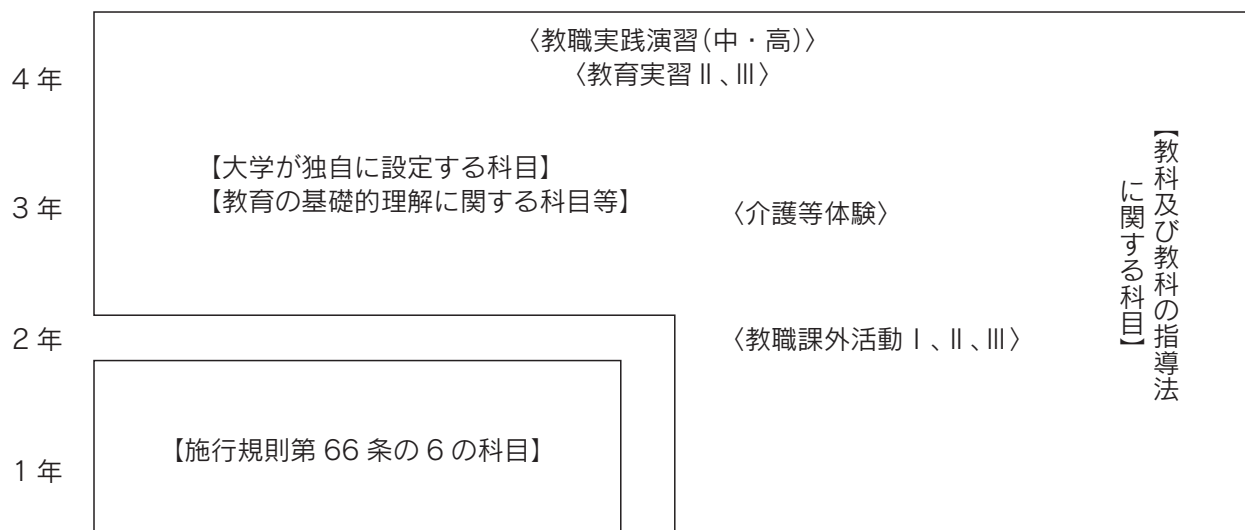 〈教職実践演習(中・高)〉
4 年
〈教育実習Ⅱ、Ⅲ〉
【大学が独自に設定する科目】
3 年
【教育の基礎的理解に関する科目等】
〈介護等体験〉
【教科及び教科の指導法
に関する科目】
2 年
〈教職課外活動Ⅰ、Ⅱ、Ⅲ〉
1 年
【施行規則第 66 条の 6 の科目】